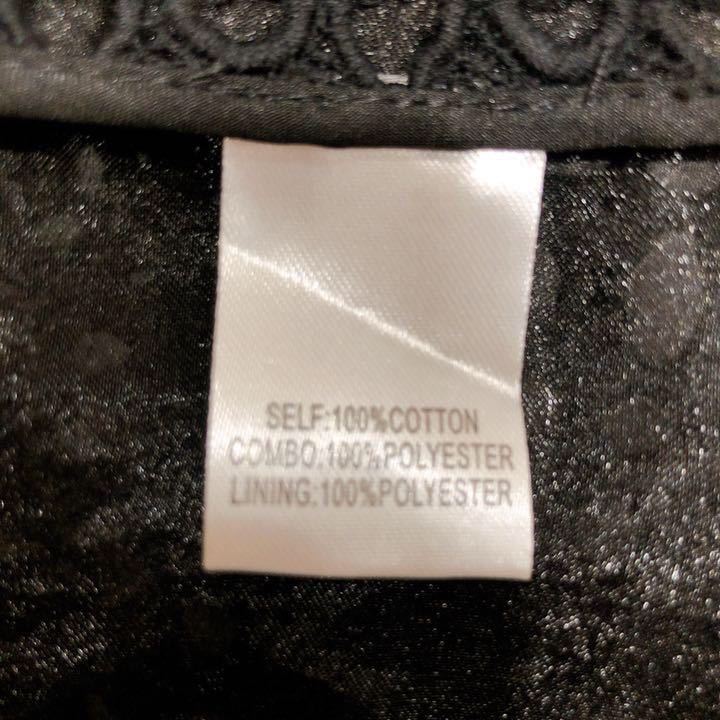 SELF:100%COTTON
COMBO:100%POLYESTER
LINING:100%POLYESTER